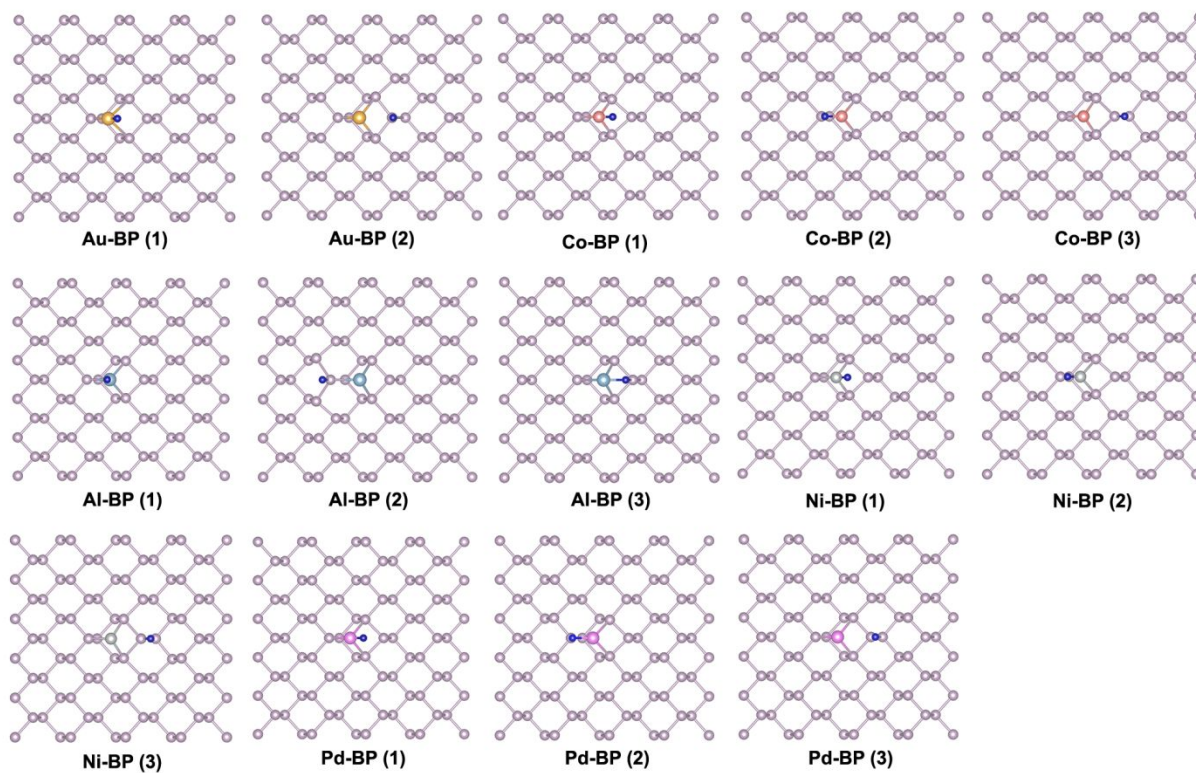 Au-BP (1)
Au-BP (2)
Co-BP (1)
Co-BP (2)
Co-BP (3)
Al-BP (1)
Al-BP (2)
Al-BP (3)
Ni-BP (1)
Ni-BP (2)
Ni-BP (3)
Pd-BP (1)
Pd-BP (2)
Pd-BP (3)